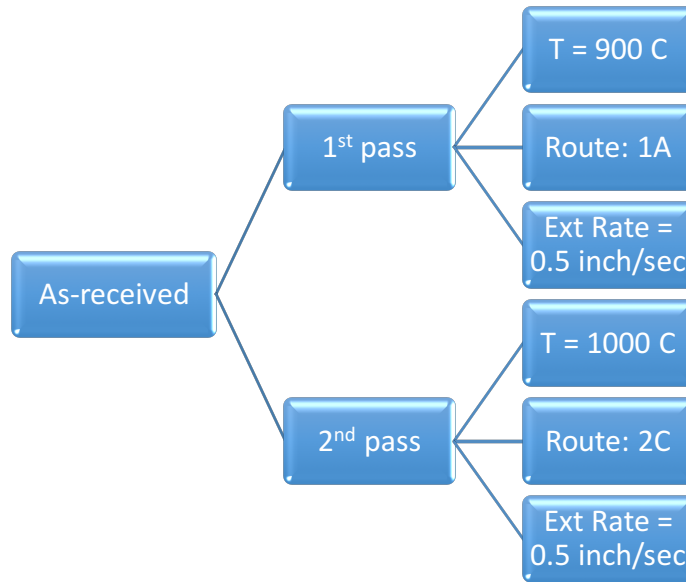 As-received
1st pass
T = 900 C
Route: 1A
Ext Rate =
0.5 inch/sec
2nd pass
T = 1000 C
Route: 2C
Ext Rate =
0.5 inch/sec